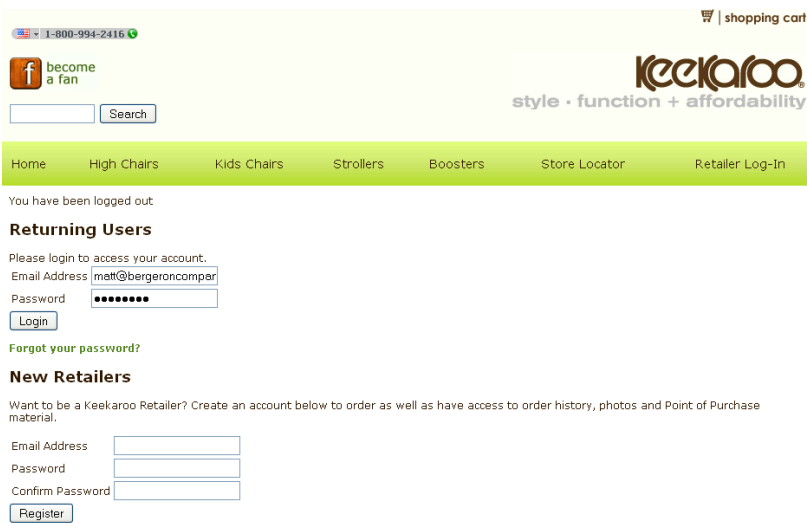 shopping cart
1-800-994-2416
become
a fan
Keekaroo®
style · function + affordability
Search
Home High Chairs Kids Chairs Strollers Boosters Store Locator Retailer Log-In
You have been logged out
Returning Users
Please login to access your account.
Email Address matt@bergeroncompar
Password ●●●●●●●●
Login
Forgot your password?
New Retailers
Want to be a Keekaroo Retailer? Create an account below to order as well as have access to order history, photos and Point of Purchase
material.
Email Address
Password
Confirm Password
Register